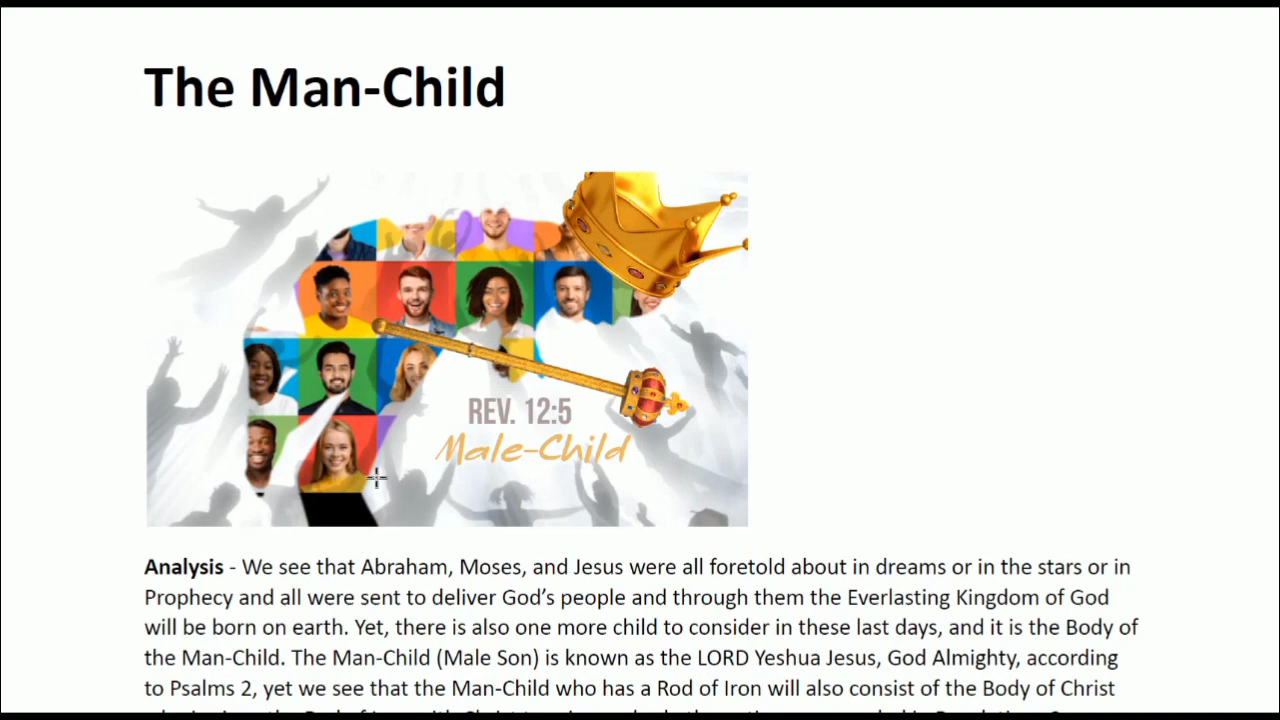 The Man-Child
REV. 12:5
Male-Child
Analysis - We see that Abraham, Moses, and Jesus were all foretold about in dreams or in the stars or in
Prophecy and all were sent to deliver God’s people and through them the Everlasting Kingdom of God
will be born on earth. Yet, there is also one more child to consider in these last days, and it is the Body of
the Man-Child. The Man-Child (Male Son) is known as the LORD Yeshua Jesus, God Almighty, according
to Psalms 2, yet we see that the Man-Child who has a Rod of Iron will also consist of the Body of Christ